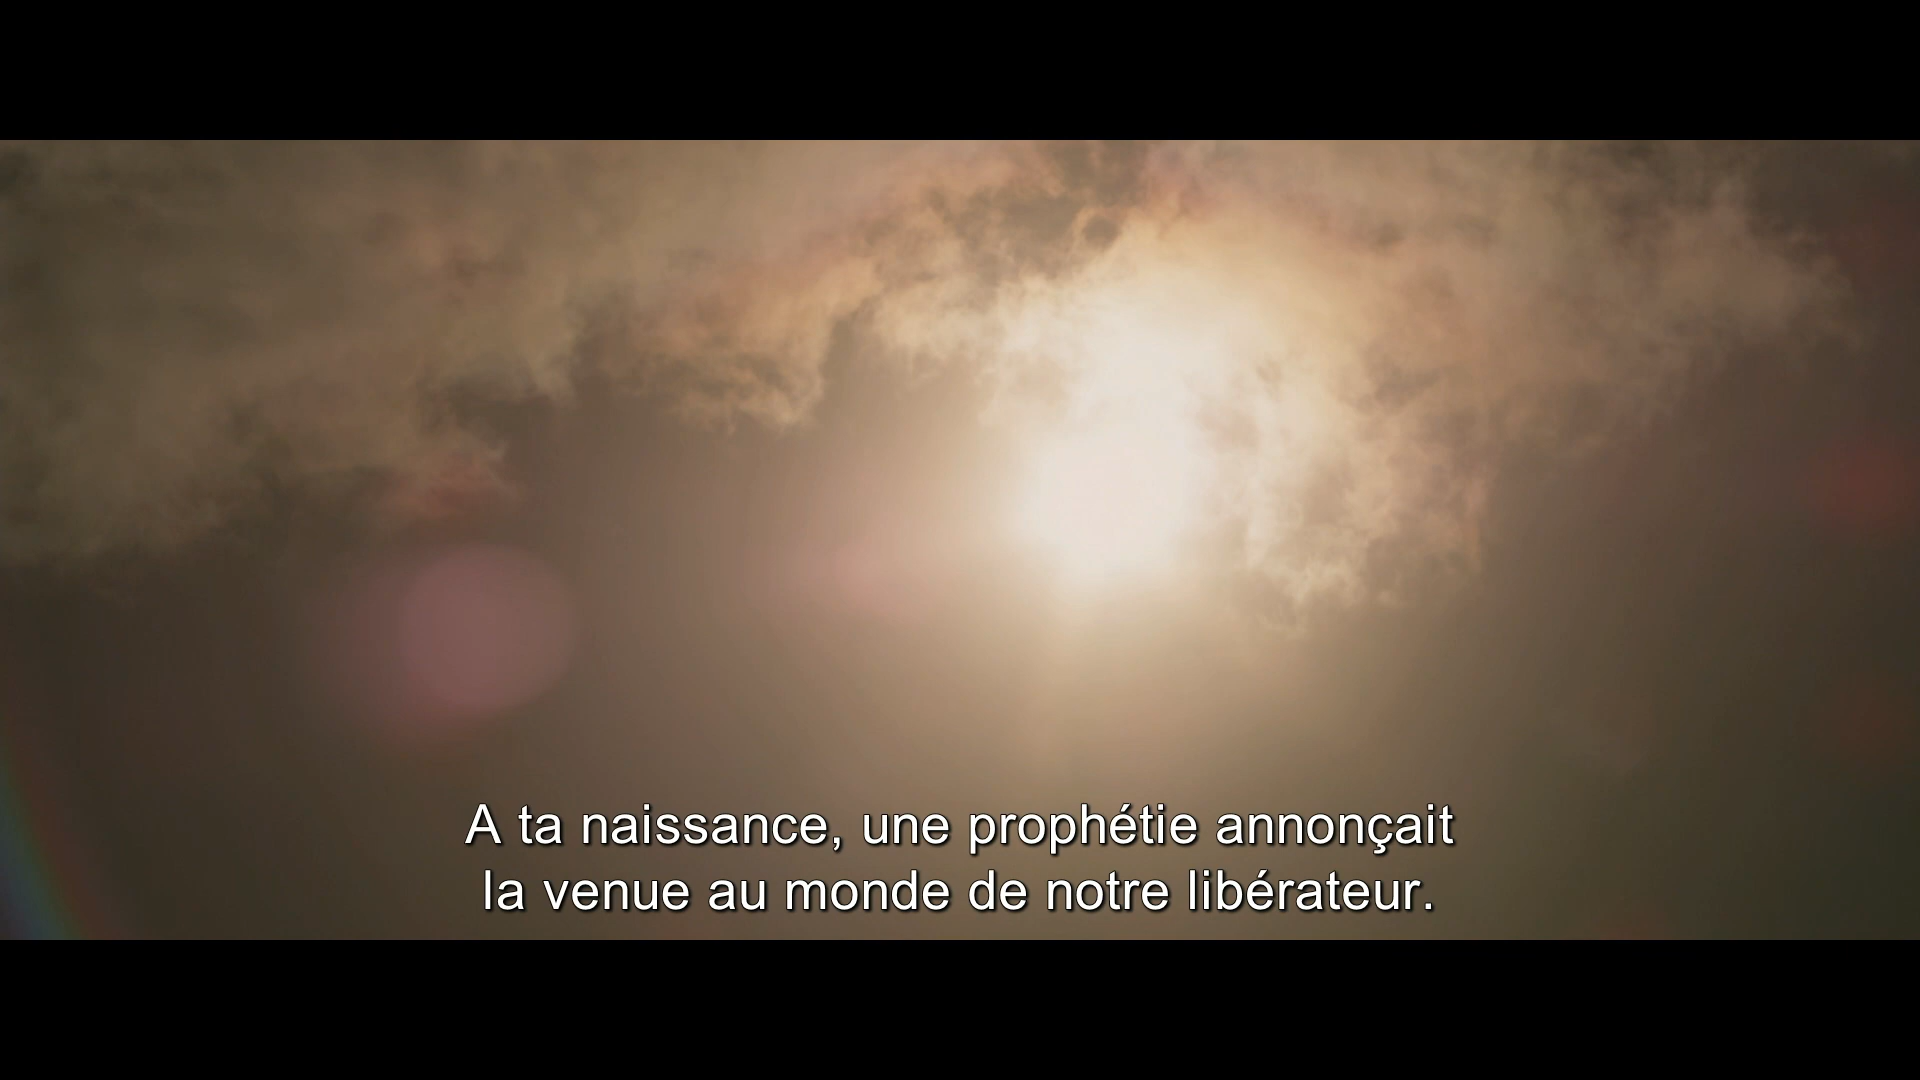 A ta naissance, une prophétie annonçait
la venue au monde de notre libérateur.